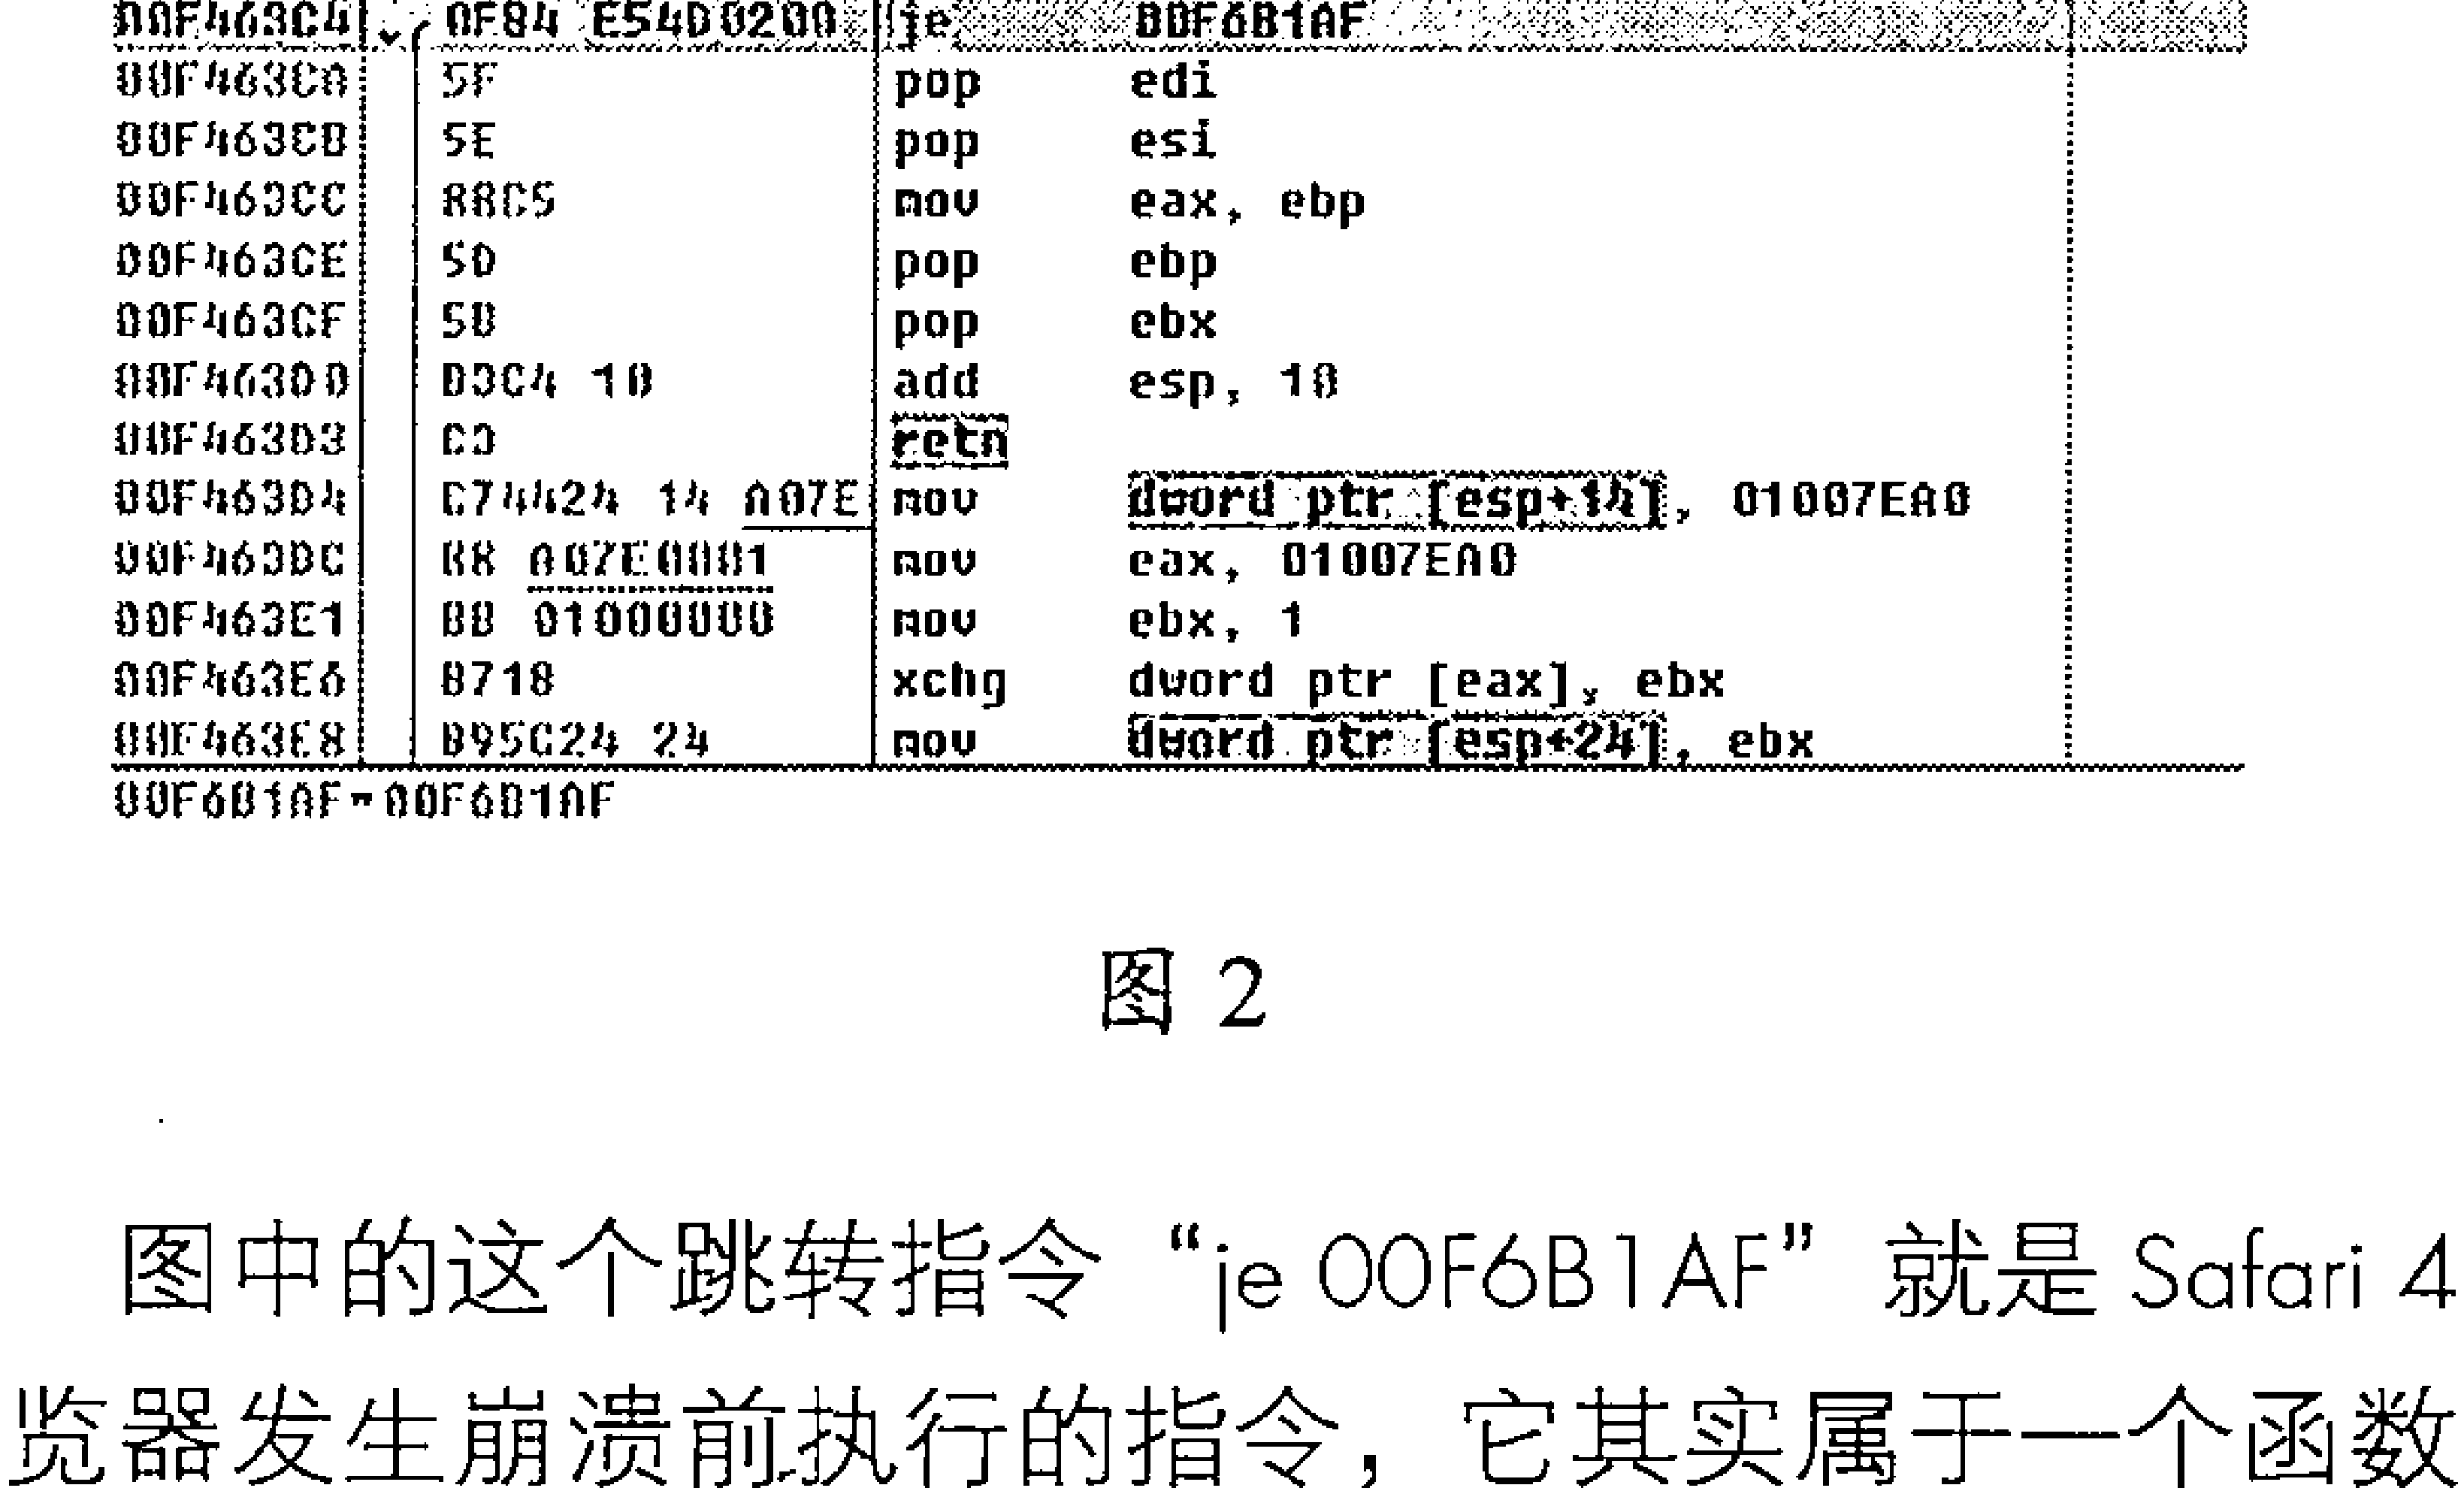 00F463C4 0F84 E54D0200 je 00F6B1AF
00F463CA 5F pop edi
00F463CB 5E pop esi
00F463CC 8BC5 mov eax, ebp
00F463CE 5D pop ebp
00F463CF 5B pop ebx
00F463D0 83C4 10 add esp, 10
00F463D3 C3 retn
00F463D4 C74424 14 A07E mov dword ptr [esp+14], 01007EA0
00F463DC B8 A07E0001 mov eax, 01007EA0
00F463E1 BB 01000000 mov ebx, 1
00F463E6 8718 xchg dword ptr [eax], ebx
00F463E8 895C24 24 mov dword ptr [esp+24], ebx
00F6B1AF=00F6B1AF
图 2
图中的这个跳转指令“je 00F6B1AF”就是 Safari 4
览器发生崩溃前执行的指令，它其实属于一个函数